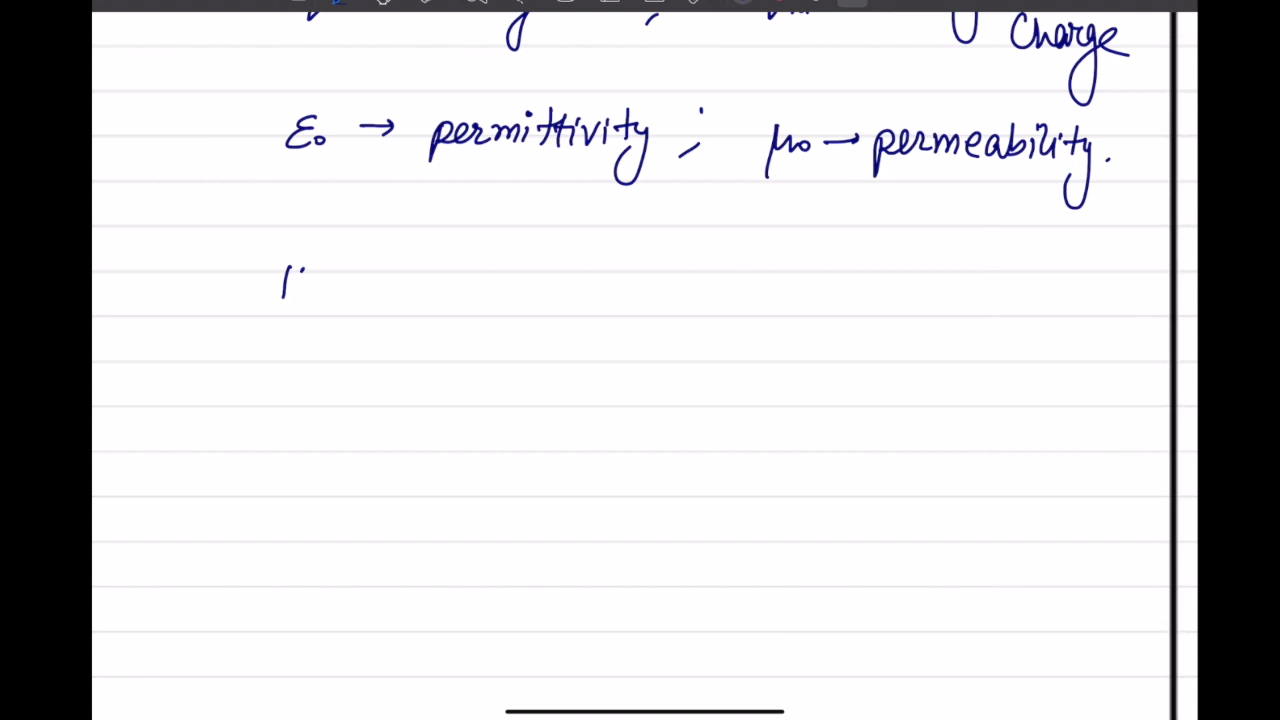 Charge
ε₀ → permittivity ; μ₀ → permeability.